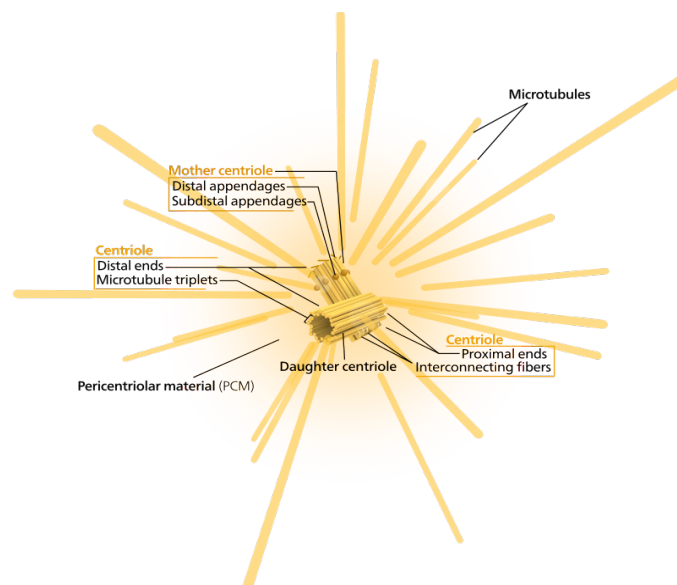 Microtubules
Mother centriole
Distal appendages
Subdistal appendages
Centriole
Distal ends
Microtubule triplets
Centriole
Proximal ends
Interconnecting fibers
Daughter centriole
Pericentriolar material (PCM)